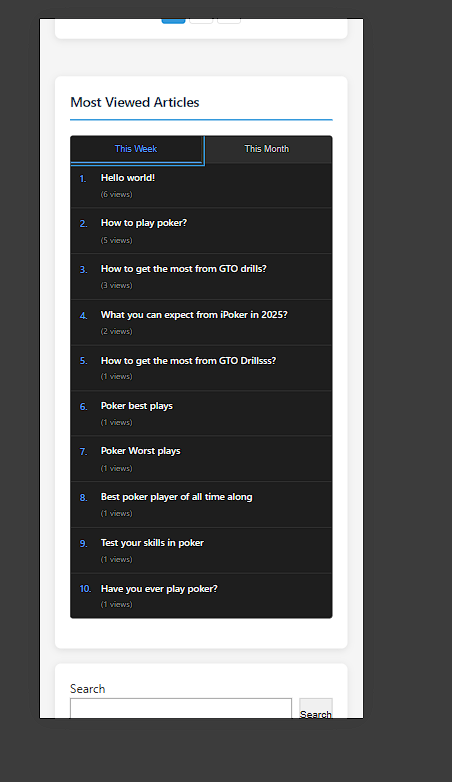 Most Viewed Articles
This Week
This Month
1. Hello world!
(6 views)
2. How to play poker?
(5 views)
3. How to get the most from GTO drills?
(3 views)
4. What you can expect from iPoker in 2025?
(2 views)
5. How to get the most from GTO Drillsss?
(1 views)
6. Poker best plays
(1 views)
7. Poker Worst plays
(1 views)
8. Best poker player of all time along
(1 views)
9. Test your skills in poker
(1 views)
10. Have you ever play poker?
(1 views)
Search
Search